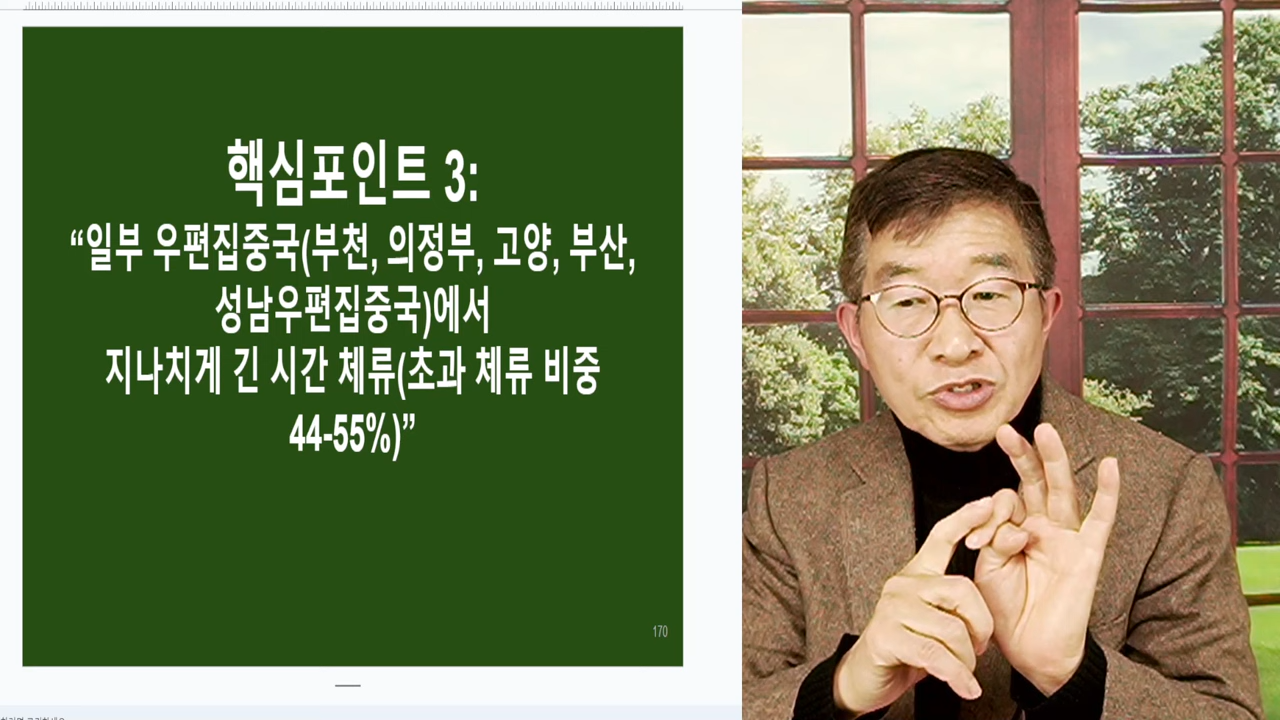 핵심포인트 3:
“일부 우편집중국(부천, 의정부, 고양, 부산,
성남우편집중국)에서
지나치게 긴 시간 체류(초과 체류 비중
44-55%)”
170